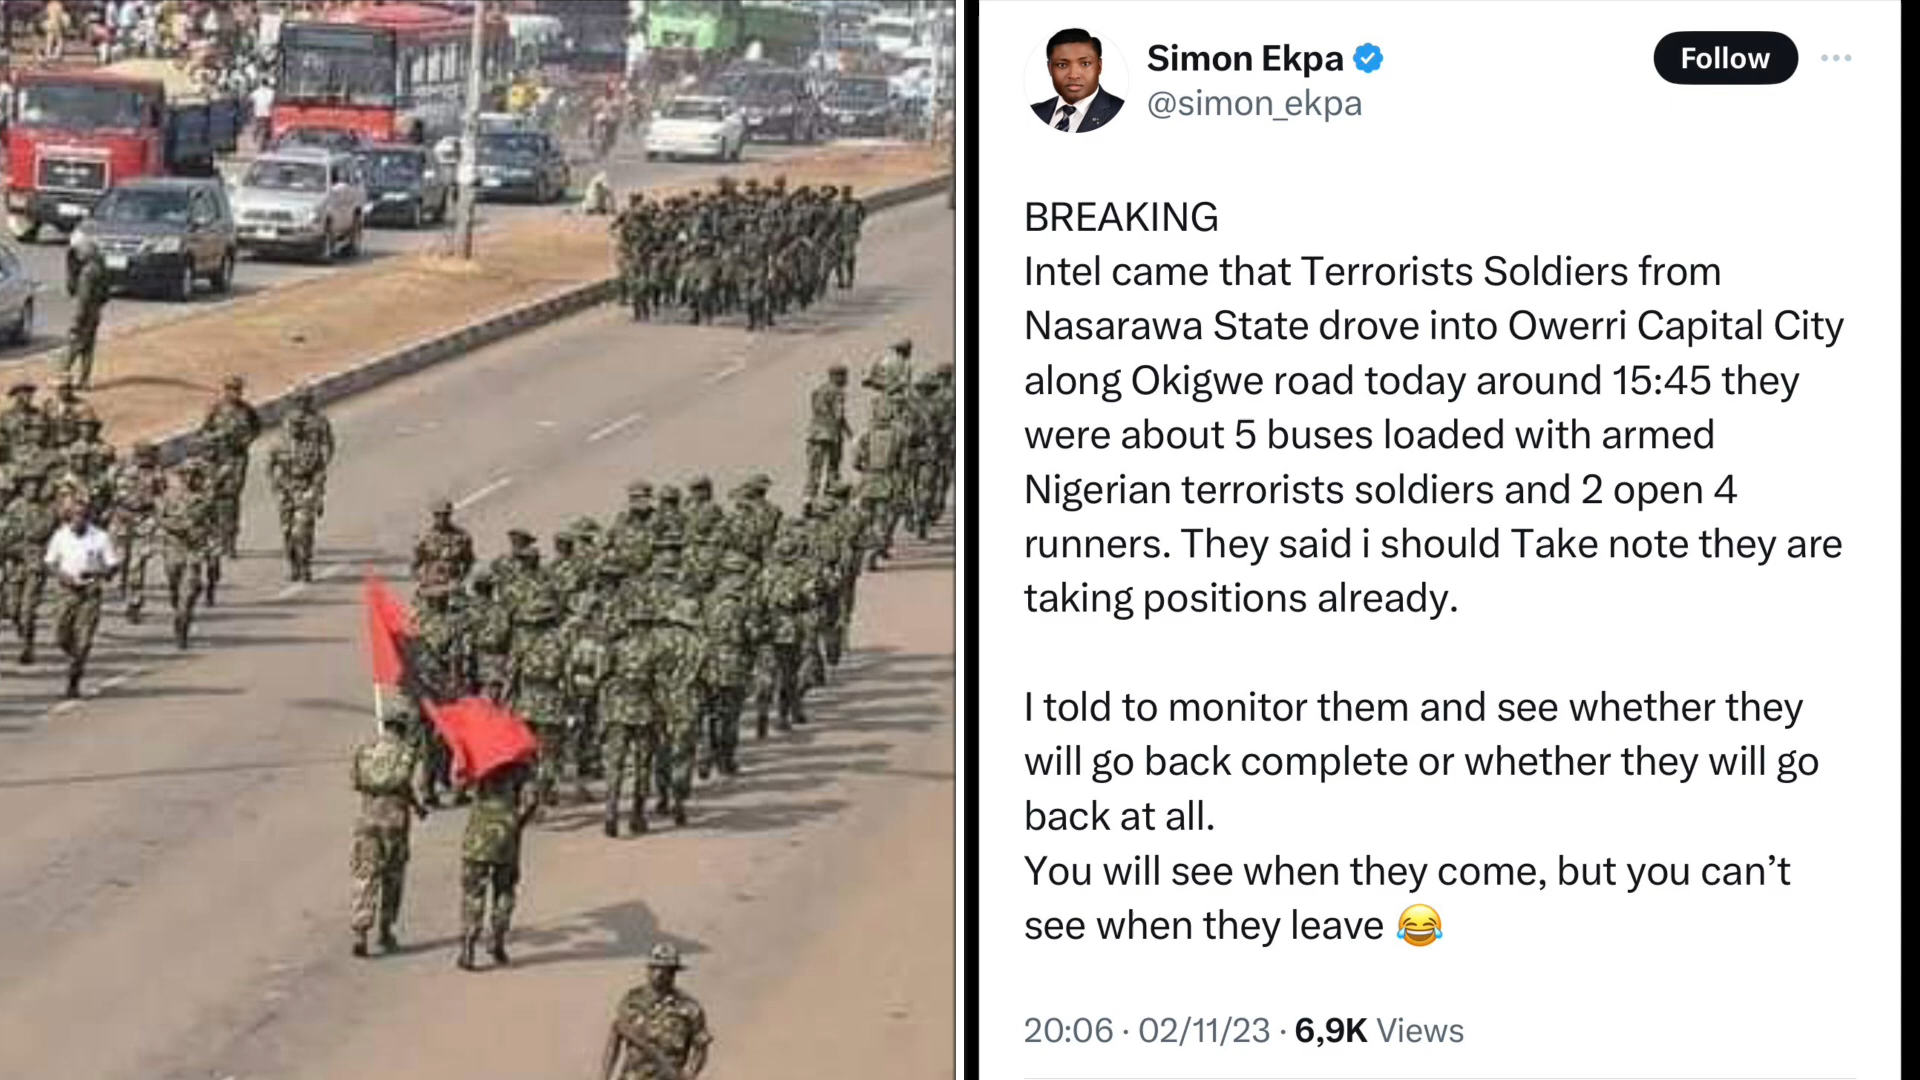 Simon Ekpa
@simon_ekpa
Follow
BREAKING
Intel came that Terrorists Soldiers from
Nasarawa State drove into Owerri Capital City
along Okigwe road today around 15:45 they
were about 5 buses loaded with armed
Nigerian terrorists soldiers and 2 open 4
runners. They said i should Take note they are
taking positions already.
I told to monitor them and see whether they
will go back complete or whether they will go
back at all.
You will see when they come, but you can’t
see when they leave 😂
20:06 · 02/11/23 · 6,9K Views